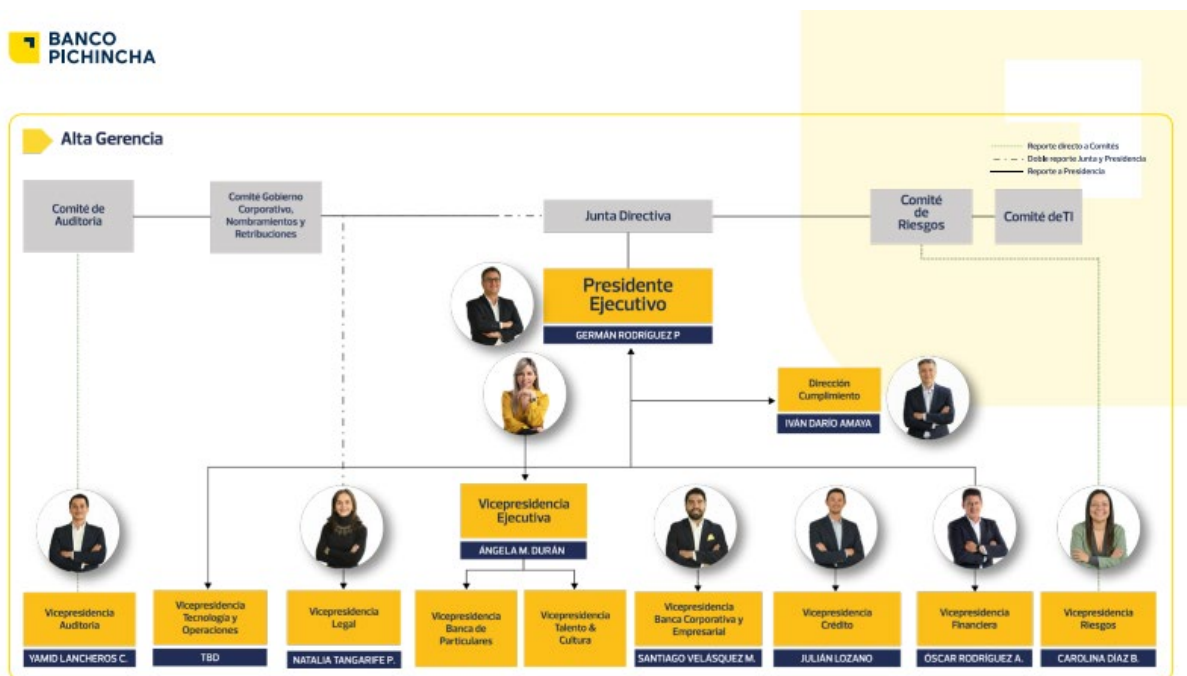 BANCO
PICHINCHA
Alta Gerencia
Reporte directo a Comités
Doble reporte Junta y Presidencia
Reporte a Presidencia
Comité de
Auditoria
Comité Gobierno
Corporativo,
Nombramientos y
Retribuciones
Junta Directiva
Comité
de
Riesgos
Comité de TI
Presidente
Ejecutivo
GERMÁN RODRÍGUEZ P
Dirección
Cumplimiento
IVÁN DARÍO AMAYA
Vicepresidencia
Ejecutiva
ÁNGELA M. DURÁN
Vicepresidencia
Auditoria
YAMID LANCHEROS C.
Vicepresidencia
Tecnología y
Operaciones
TBD
Vicepresidencia
Legal
NATALIA TANGARIFE P.
Vicepresidencia
Banca de
Particulares
Vicepresidencia
Talento &
Cultura
Vicepresidencia
Banca Corporativa y
Empresarial
SANTIAGO VELÁSQUEZ M.
Vicepresidencia
Crédito
JULIÁN LOZANO
Vicepresidencia
Financiera
ÓSCAR RODRÍGUEZ A.
Vicepresidencia
Riesgos
CAROLINA DÍAZ B.